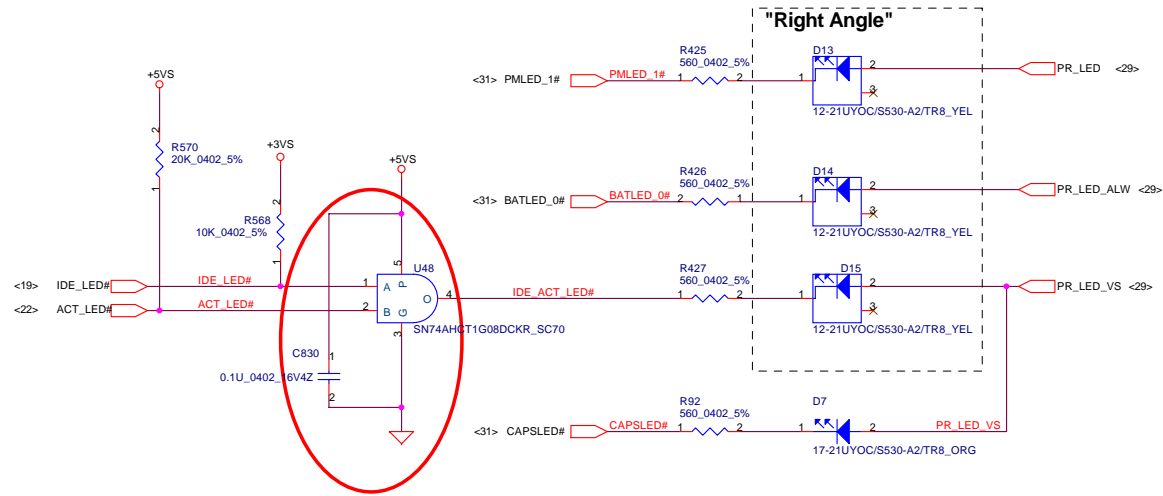 "Right Angle"
R425
560_0402_5%
D13
<31> PMLED_1#
PMLED_1#
1
2
1
2
3
PR_LED <29>
12-21UYOC/S530-A2/TR8_YEL
+5VS
2
R570
20K_0402_5%
1
+3VS
2
R568
10K_0402_5%
1
+5VS
R426
560_0402_5%
D14
<31> BATLED_0#
BATLED_0#
2
1
1
2
3
PR_LED_ALW <29>
12-21UYOC/S530-A2/TR8_YEL
<19> IDE_LED#
IDE_LED#
<22> ACT_LED#
ACT_LED#
U48
5
1
A
P
2
B
G
O
4
3
SN74AHCT1G08DCKR_SC70
IDE_ACT_LED#
R427
560_0402_5%
1
2
D15
1
2
3
PR_LED_VS <29>
12-21UYOC/S530-A2/TR8_YEL
C830
0.1U_0402_16V4Z
1
2
R92
560_0402_5%
D7
<31> CAPSLED#
CAPSLED#
1
2
1
2
PR_LED_VS
17-21UYOC/S530-A2/TR8_ORG